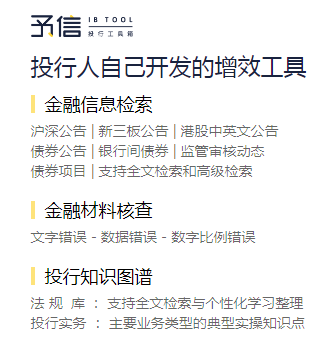 予信 IB TOOL
投行工具箱
投行人自己开发的增效工具
金融信息检索
沪深公告 | 新三板公告 | 港股中英文公告
债券公告 | 银行间债券 | 监管审核动态
债券项目 | 支持全文检索和高级检索
金融材料核查
文字错误 - 数据错误 - 数字比例错误
投行知识图谱
法 规 库 ： 支持全文检索与个性化学习整理
投行实务 ： 主要业务类型的典型实操知识点